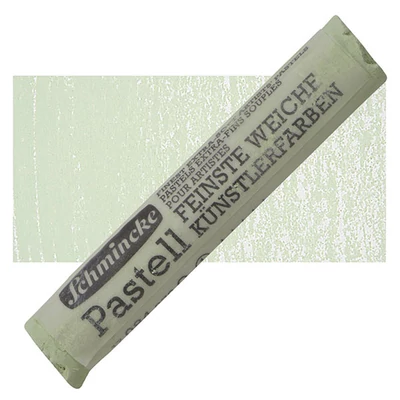 PASTELS EXTRA-FINS SOUPLES
POUR ARTISTES
Schmincke
Pastell
FEINSTE WEICHE
KÜNSTLERFARBEN